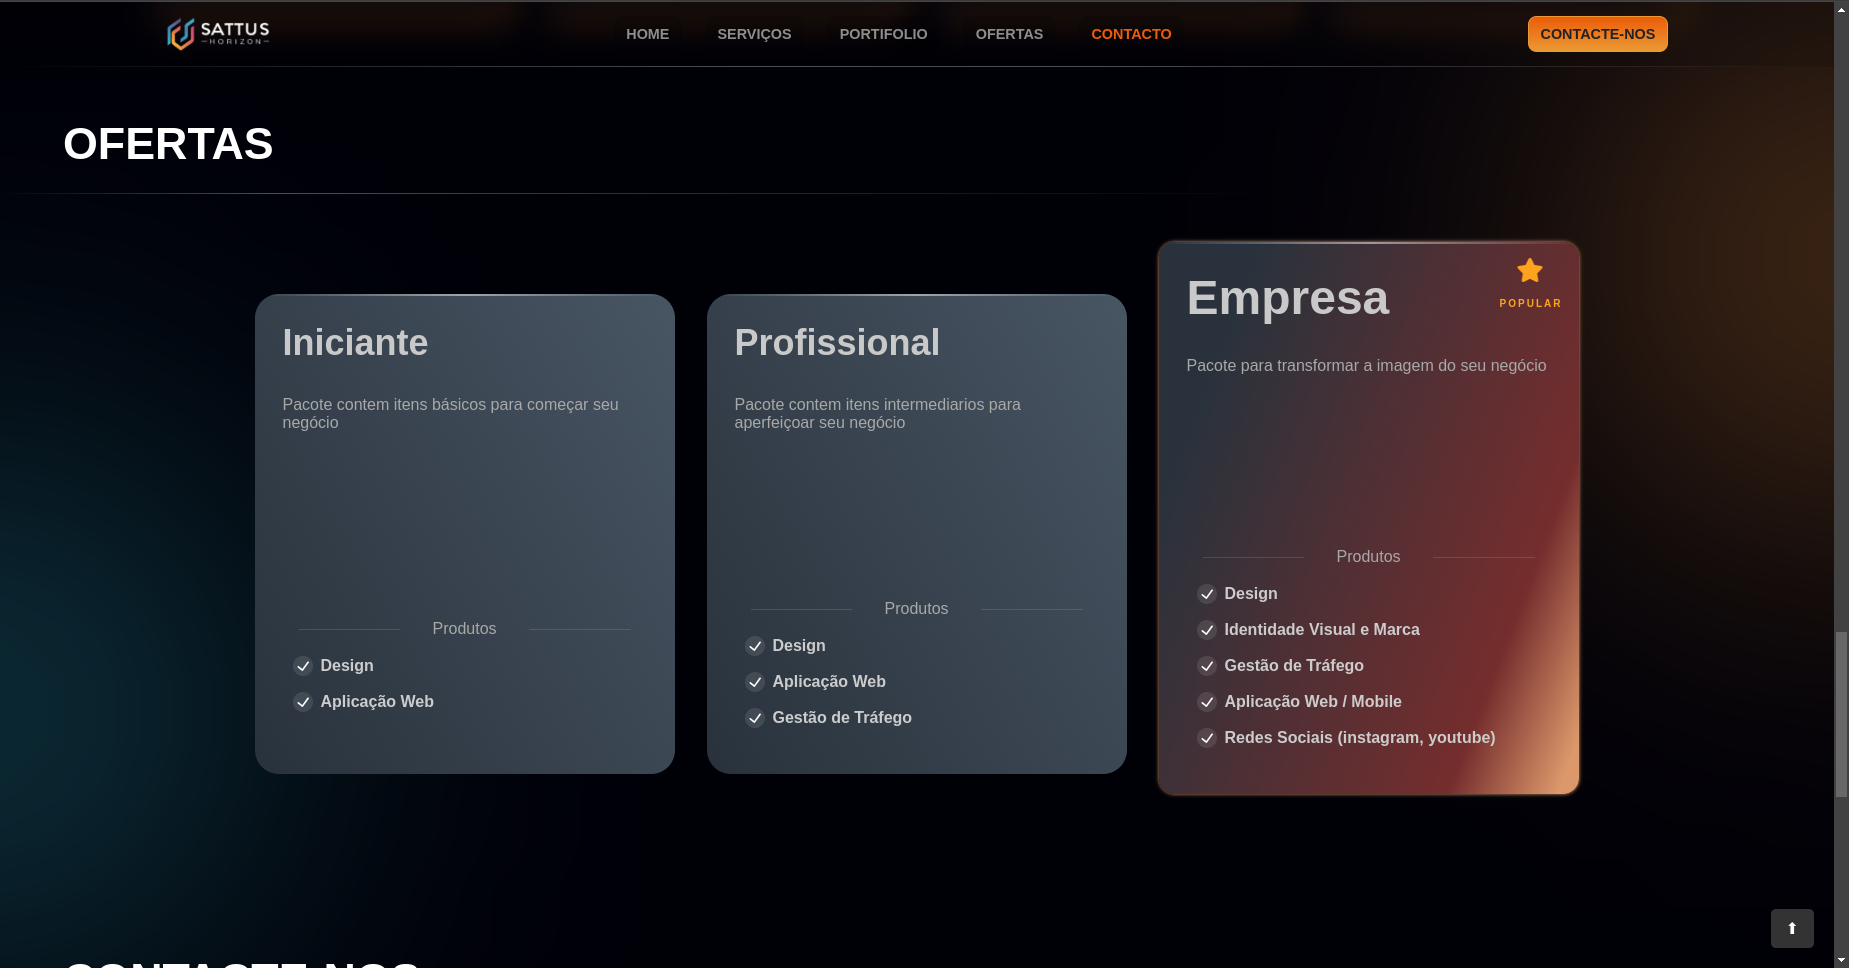 SATTUS
HORIZON
HOME
SERVIÇOS
PORTIFOLIO
OFERTAS
CONTACTO
CONTACTE-NOS
OFERTAS
Iniciante
Pacote contem itens básicos para começar seu
negócio
Produtos
Design
Aplicação Web
Profissional
Pacote contem itens intermediarios para
aperfeiçoar seu negócio
Produtos
Design
Aplicação Web
Gestão de Tráfego
Empresa
POPULAR
Pacote para transformar a imagem do seu negócio
Produtos
Design
Identidade Visual e Marca
Gestão de Tráfego
Aplicação Web / Mobile
Redes Sociais (instagram, youtube)
CONTACTE-NOS